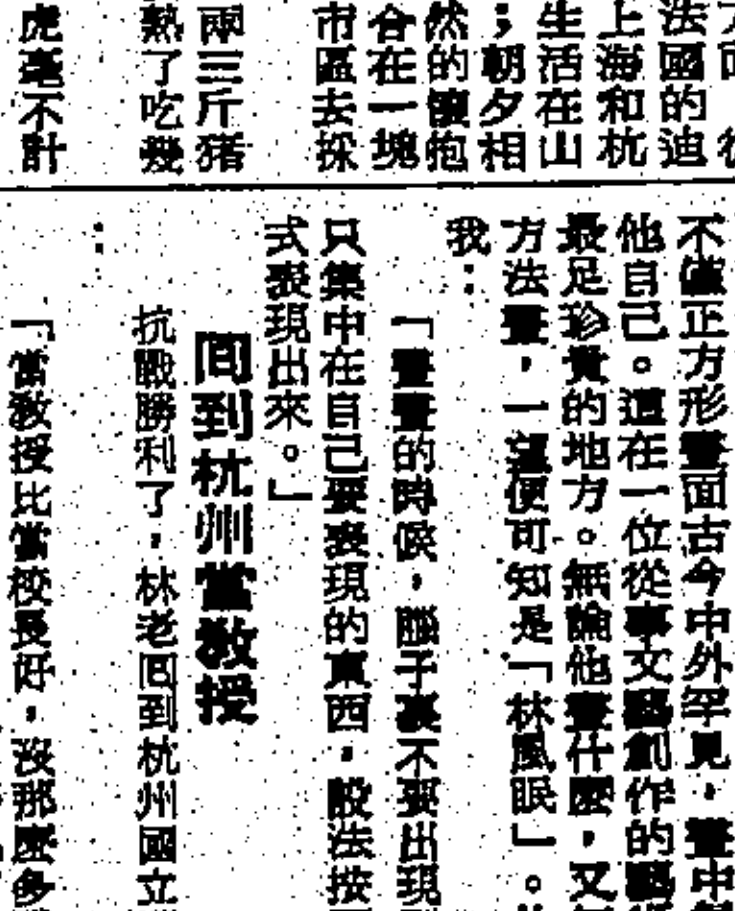 法國的迪
上海和杭
生活在山
；朝夕相
然的懷抱
合在一塊
市區去採
兩三斤猪
熟了吃幾
虎毫不計
不僅正方形畫面古今中外罕見，畫中
他自己。這在一位從事文藝創作的藝
最足珍貴的地方。無論他畫什麼，又
方法畫，一望便可知是「林風眠」。
我：
「畫畫的時候，腦子裏不要出現
只集中在自己要表現的東西，設法按
式表現出來。」
回到杭州當教授
抗戰勝利了，林老回到杭州國立
：
「當教授比當校長好，沒那麼多